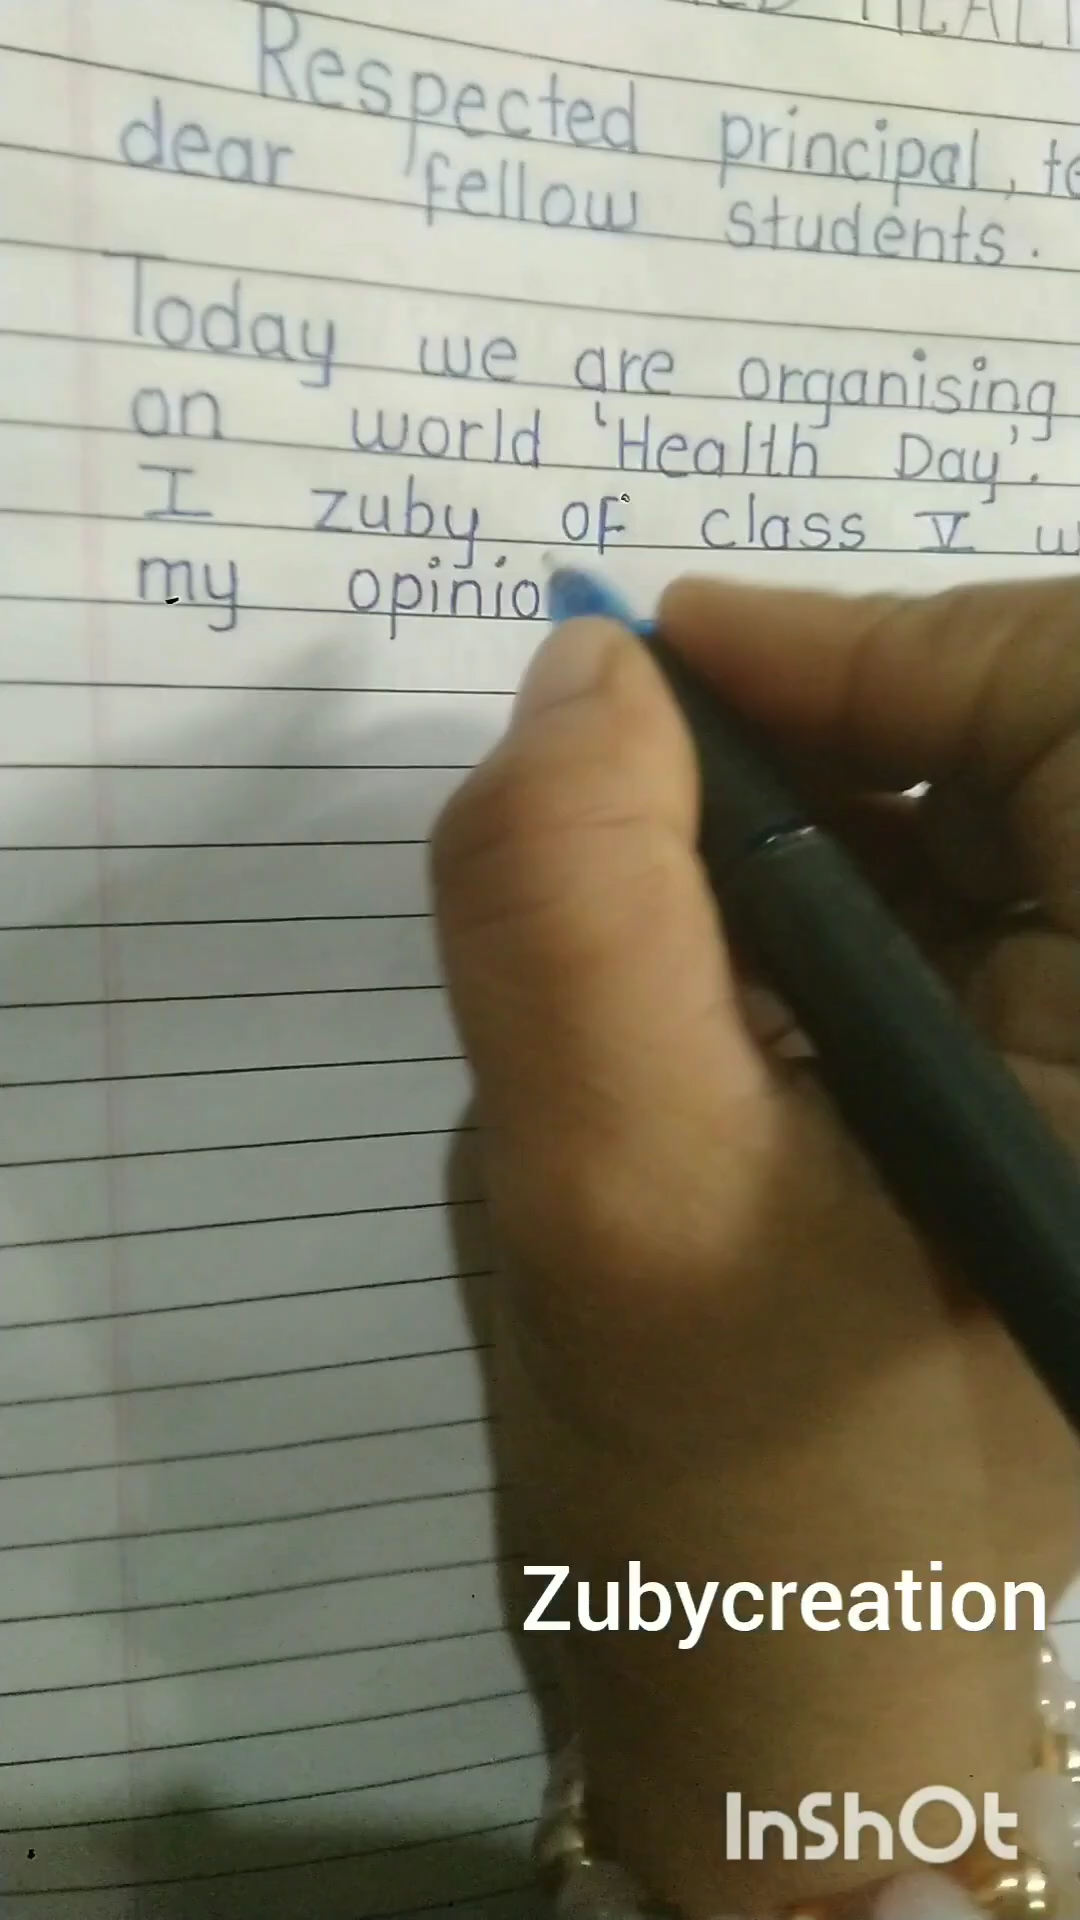 Respected principal,
dear fellow students.
Today we are organising
on world 'Health Day'.
I zuby of class V
my opinio
Zubycreation
InShOt